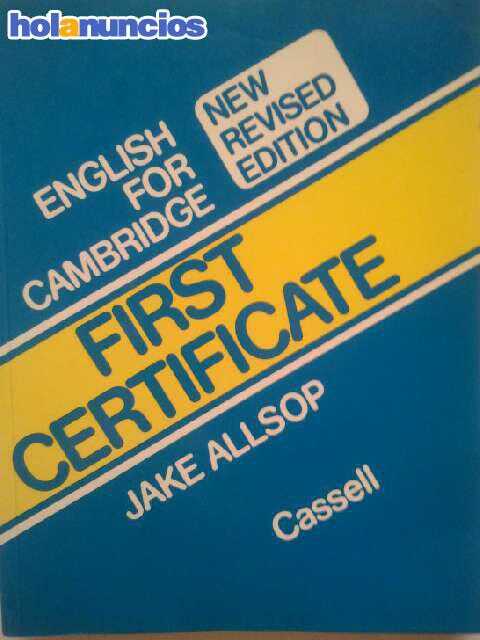 holanuncios
NEW
REVISED
EDITION
ENGLISH
FOR
CAMBRIDGE
FIRST
CERTIFICATE
JAKE ALLSOP
Cassell